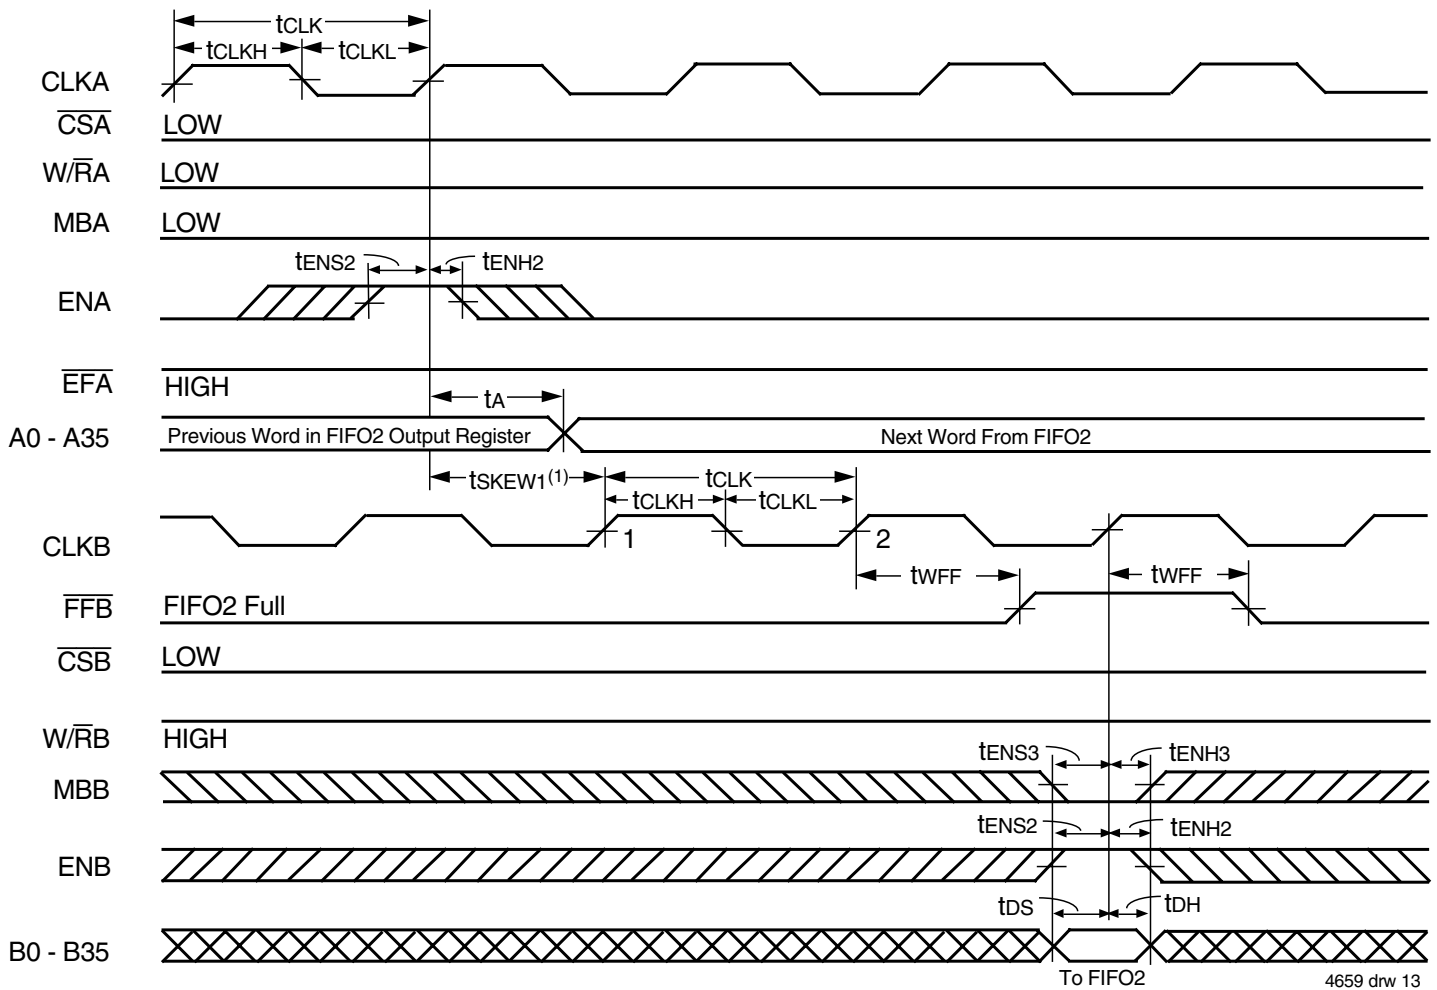 tCLK
tCLKH tCLKL
CLKA
CSA LOW
W/RA LOW
MBA LOW
tENS2 tENH2
ENA
EFA HIGH
tA
A0 - A35 Previous Word in FIFO2 Output Register Next Word From FIFO2
tSKEW1(1) tCLK
tCLKH tCLKL
CLKB 1 2
tWFF tWFF
FFB FIFO2 Full
CSB LOW
W/RB HIGH
tENS3 tENH3
MBB
tENS2 tENH2
ENB
tDS tDH
B0 - B35
To FIFO2
4659 drw 13